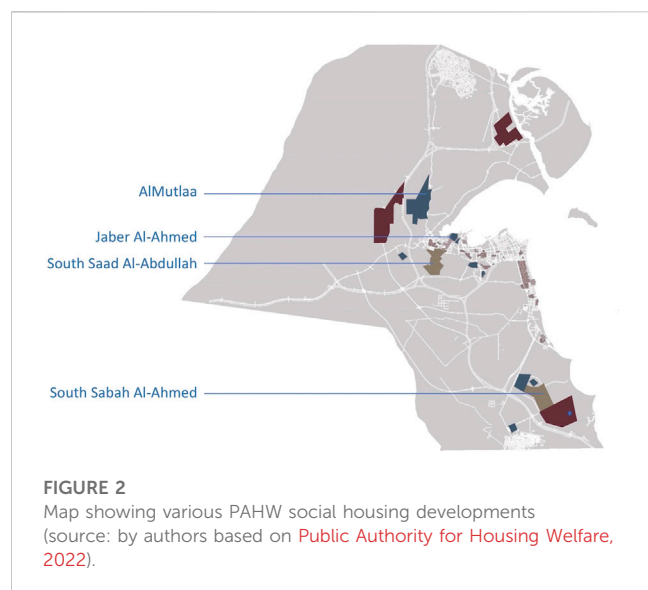 AlMutlaa
Jaber Al-Ahmed
South Saad Al-Abdullah
South Sabah Al-Ahmed
FIGURE 2
Map showing various PAHW social housing developments
(source: by authors based on Public Authority for Housing Welfare,
2022).